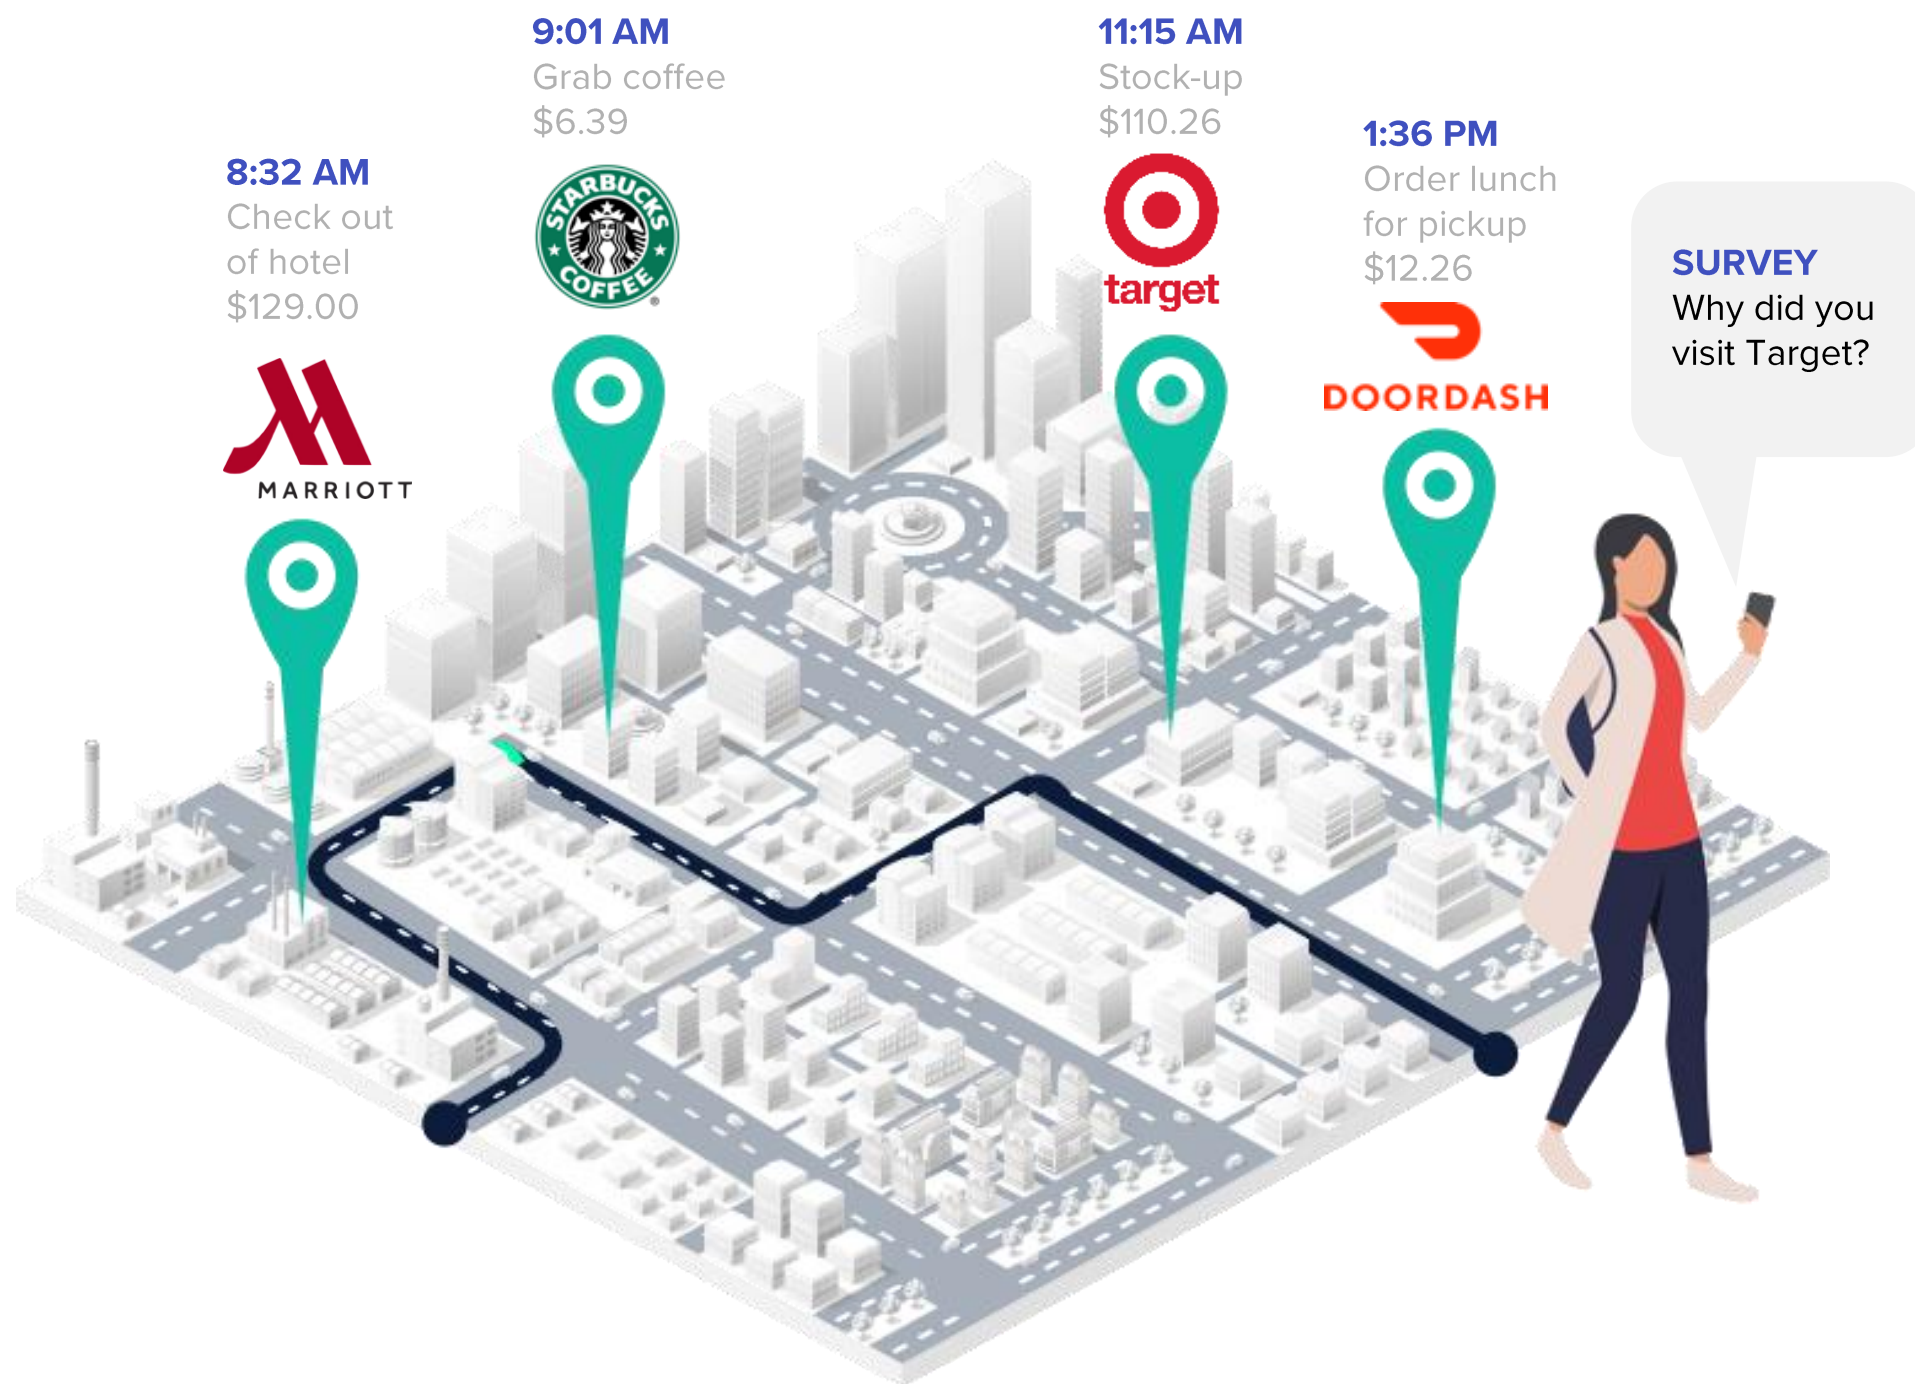 8:32 AM
Check out
of hotel
$129.00
MARRIOTT
9:01 AM
Grab coffee
$6.39
STARBUCKS
COFFEE
®
11:15 AM
Stock-up
$110.26
target
1:36 PM
Order lunch
for pickup
$12.26
DOORDASH
SURVEY
Why did you
visit Target?